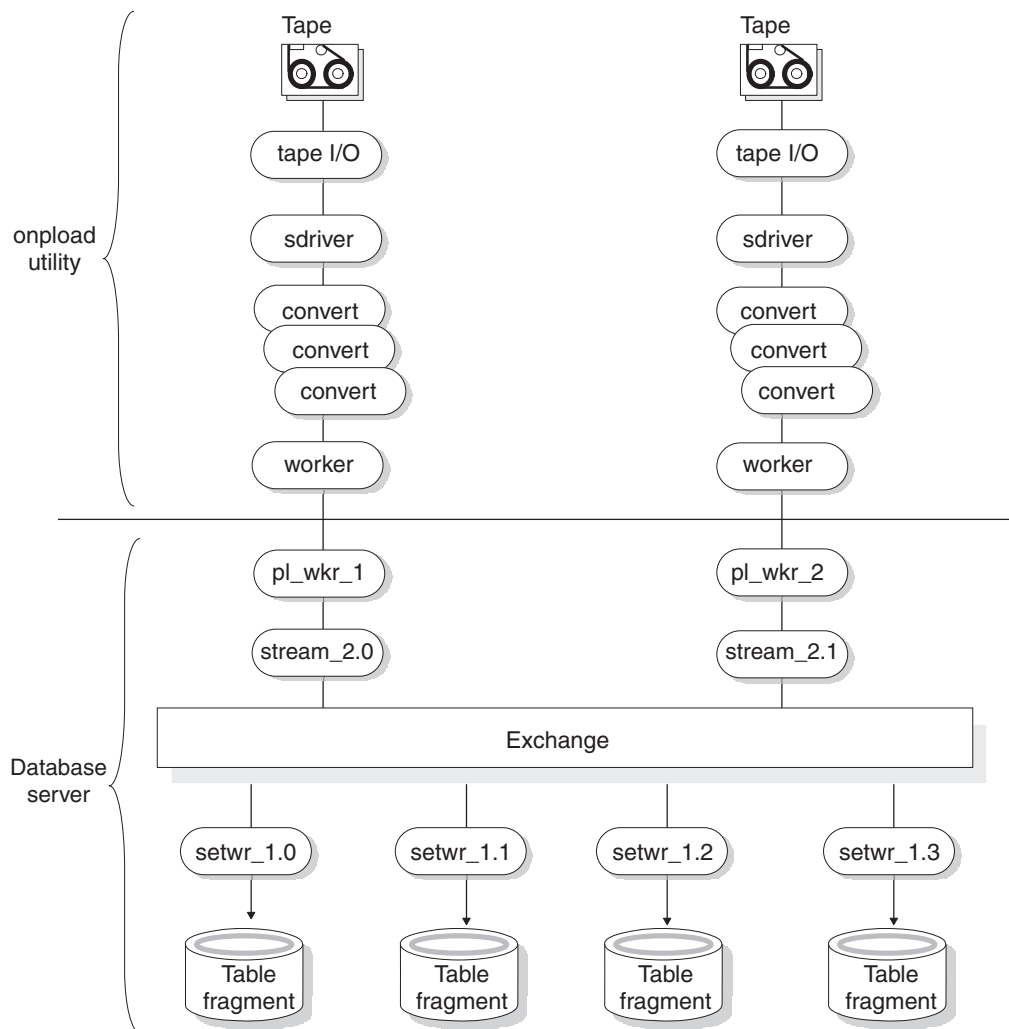 Tape
Tape
tape I/O
tape I/O
onpload
utility
sdriver
sdriver
convert
convert
convert
convert
convert
convert
worker
worker
pl_wkr_1
pl_wkr_2
stream_2.0
stream_2.1
Exchange
Database
server
setwr_1.0
setwr_1.1
setwr_1.2
setwr_1.3
Table
fragment
Table
fragment
Table
fragment
Table
fragment